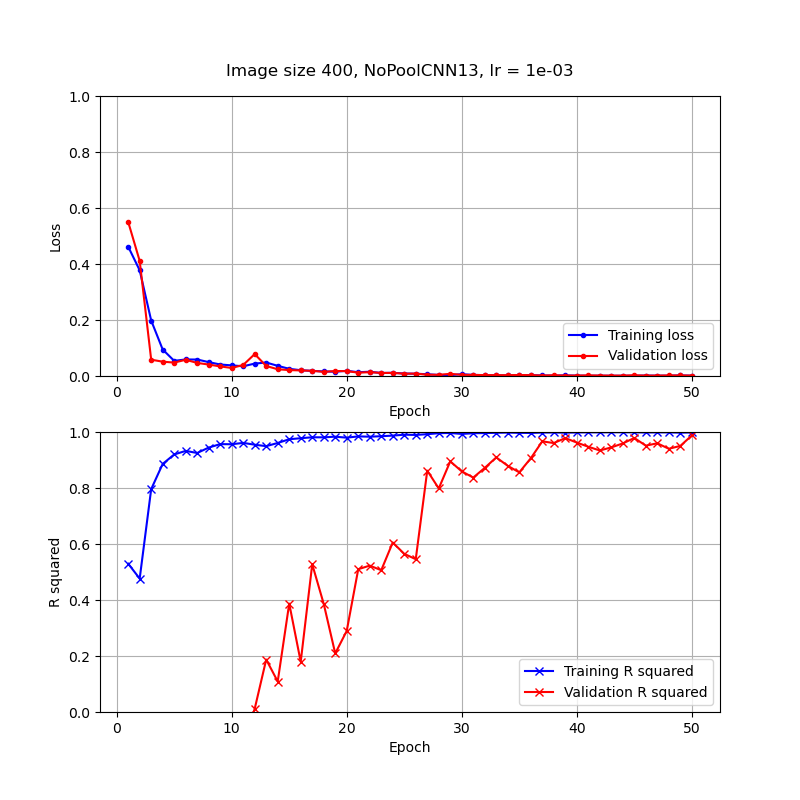 Image size 400, NoPoolCNN13, lr = 1e-03
1.0
0.8
0.6
0.4
0.2
0.0
Loss
Training loss
Validation loss
0 10 20 30 40 50
Epoch
1.0
0.8
0.6
0.4
0.2
0.0
R squared
Training R squared
Validation R squared
0 10 20 30 40 50
Epoch